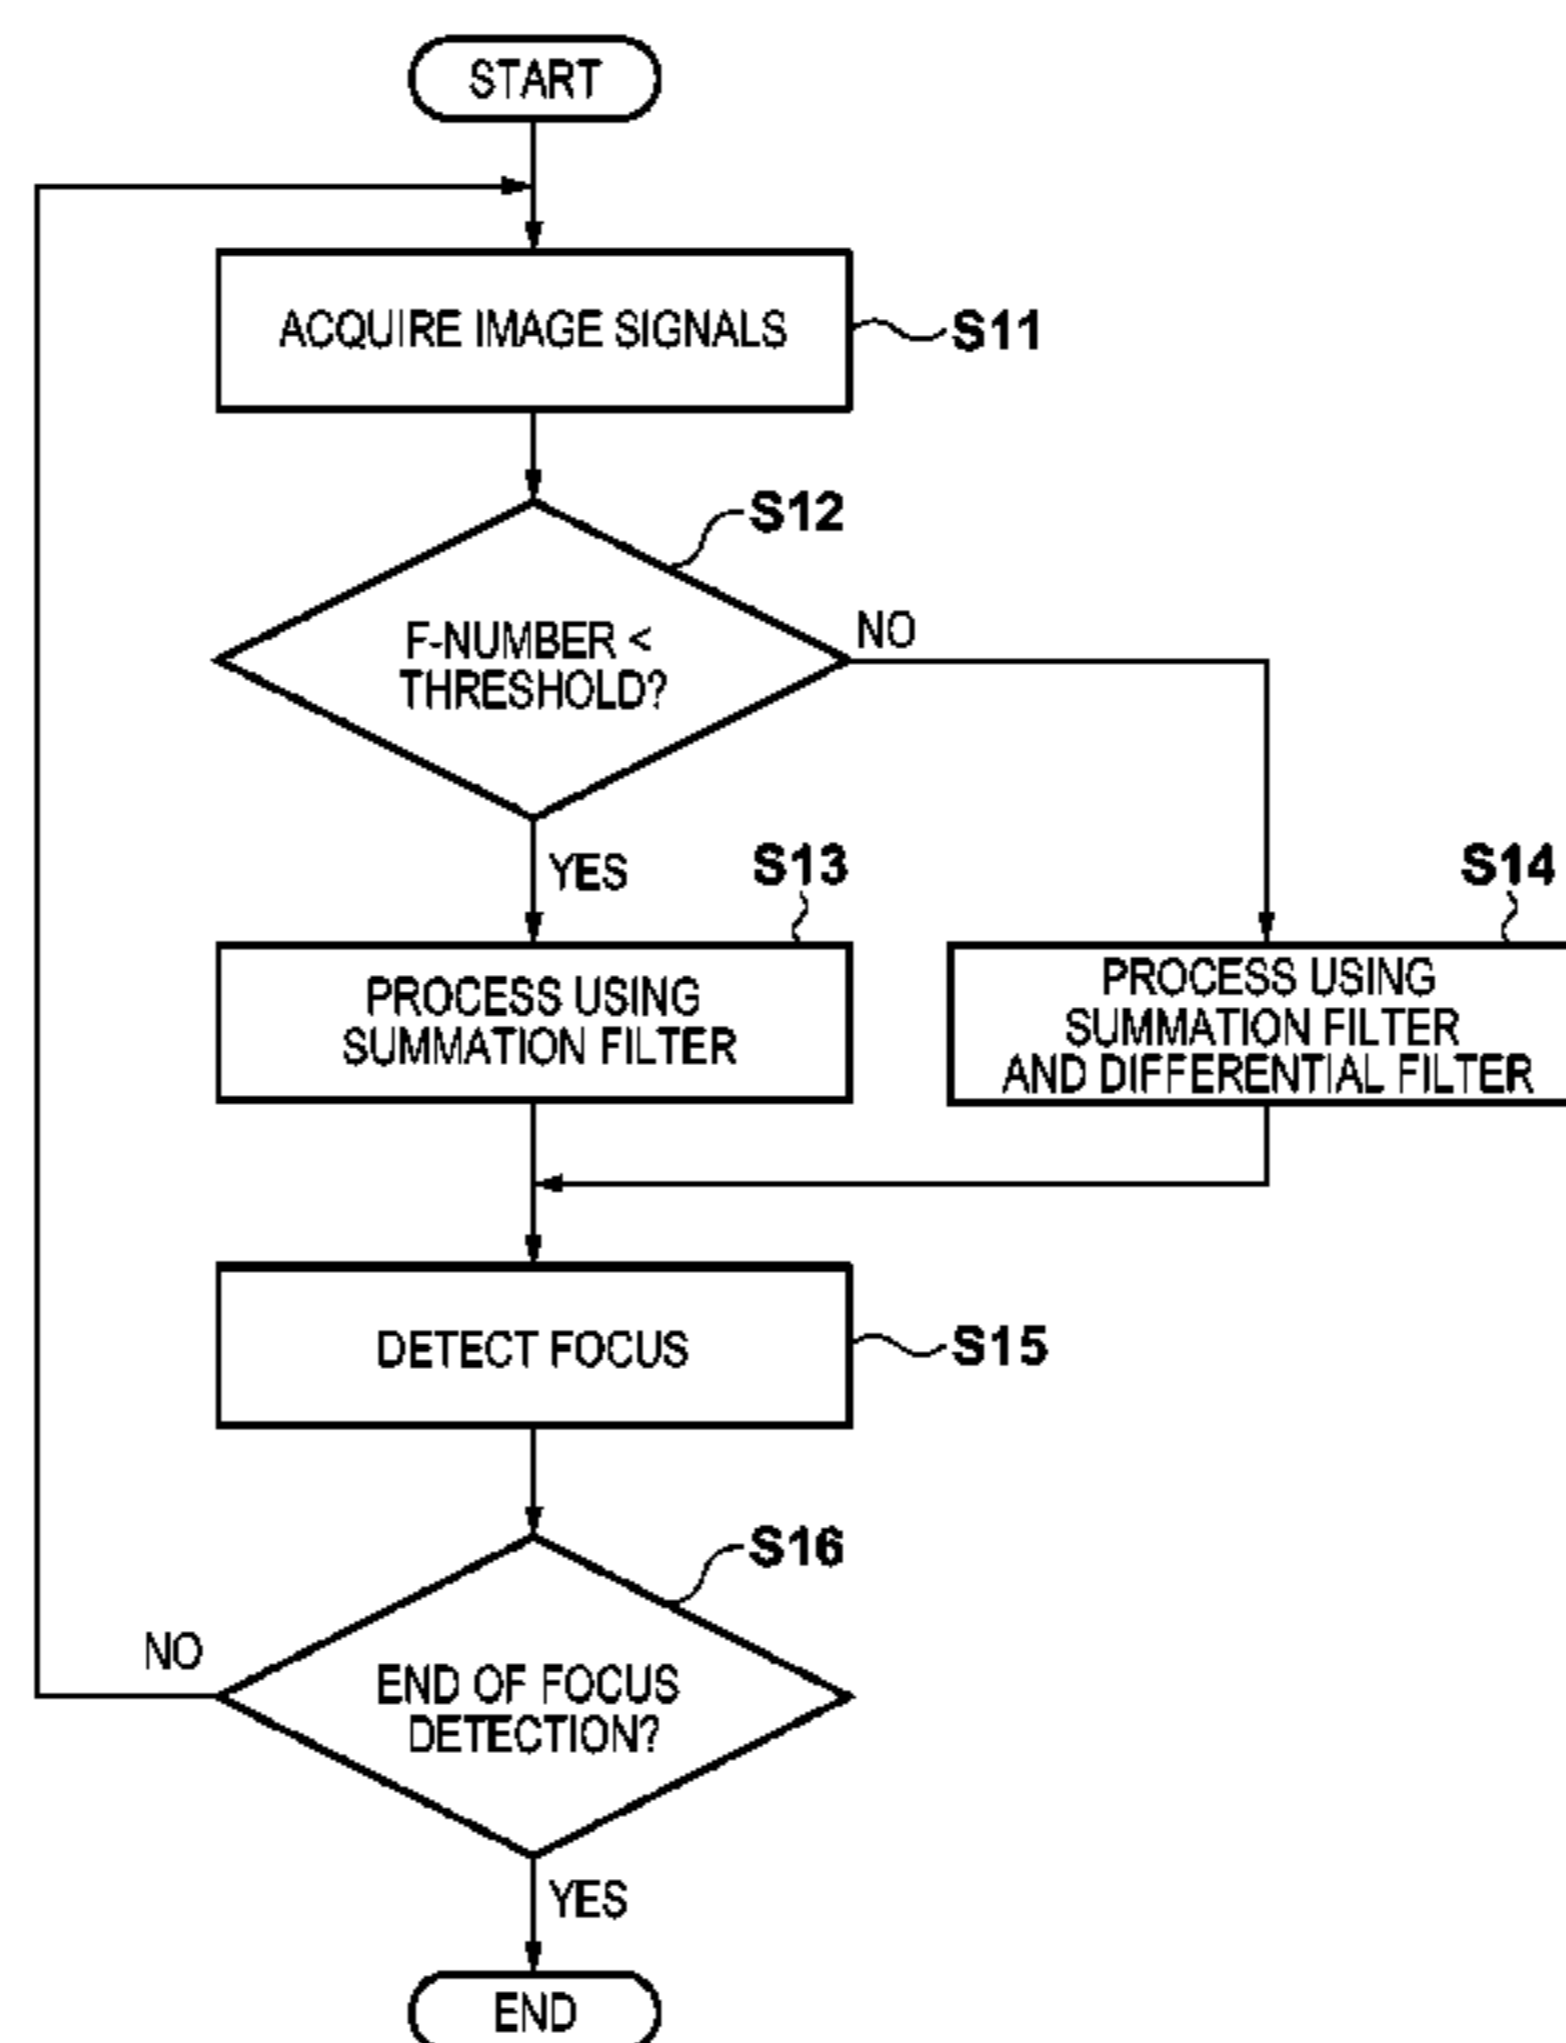 START
ACQUIRE IMAGE SIGNALS
S11
S12
F-NUMBER <
THRESHOLD?
NO
YES
S13
PROCESS USING
SUMMATION FILTER
S14
PROCESS USING
SUMMATION FILTER
AND DIFFERENTIAL FILTER
DETECT FOCUS
S15
S16
NO
END OF FOCUS
DETECTION?
YES
END